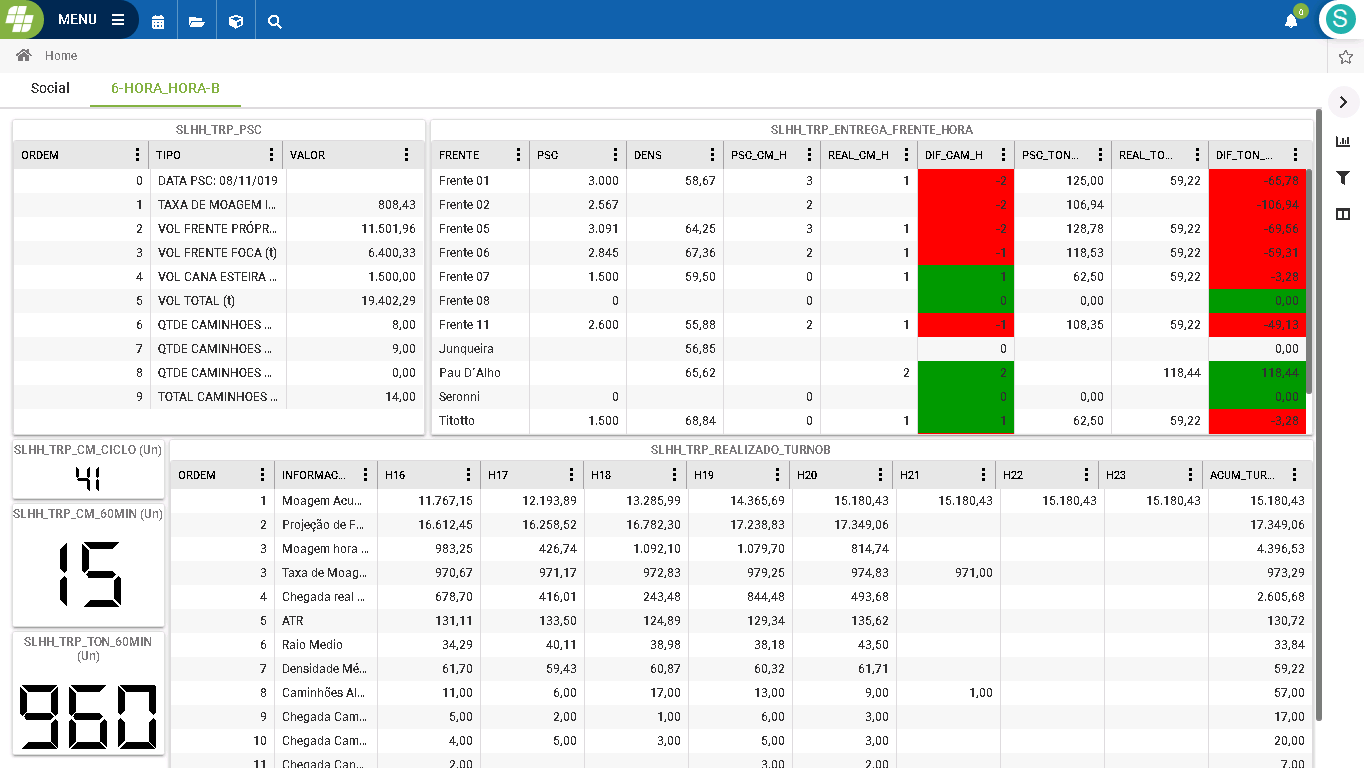 MENU
0
S
Home
Social 6-HORA_HORA-B
SLHH_TRP_PSC
ORDEM TIPO VALOR
0 DATA PSC: 08/11/019
1 TAXA DE MOAGEM I... 808,43
2 VOL FRENTE PRÓPR... 11.501,96
3 VOL FRENTE FOCA (t) 6.400,33
4 VOL CANA ESTEIRA ... 1.500,00
5 VOL TOTAL (t) 19.402,29
6 QTDE CAMINHOES ... 8,00
7 QTDE CAMINHOES ... 9,00
8 QTDE CAMINHOES ... 0,00
9 TOTAL CAMINHOES ... 14,00
SLHH_TRP_ENTREGA_FRENTE_HORA
FRENTE PSC DENS PSC_CM_H REAL_CM_H DIF_CAM_H PSC_TON... REAL_TO... DIF_TON_...
Frente 01 3.000 58,67 3 1 -2 125,00 59,22 -65,78
Frente 02 2.567 2 -2 106,94 -106,94
Frente 05 3.091 64,25 3 1 -2 128,78 59,22 -69,56
Frente 06 2.845 67,36 2 1 -1 118,53 59,22 -59,31
Frente 07 1.500 59,50 0 1 1 62,50 59,22 -3,28
Frente 08 0 0 0 0,00 0,00
Frente 11 2.600 55,88 2 1 -1 108,35 59,22 -49,13
Junqueira 56,85 0 0,00
Pau D´Alho 65,62 2 2 118,44 118,44
Seronni 0 0 0 0,00 0,00
Titotto 1.500 68,84 0 1 1 62,50 59,22 -3,28
SLHH_TRP_CM_CICLO (Un)
41
SLHH_TRP_CM_60MIN (Un)
15
SLHH_TRP_TON_60MIN
(Un)
960
SLHH_TRP_REALIZADO_TURNOB
ORDEM INFORMAC... H16 H17 H18 H19 H20 H21 H22 H23 ACUM_TUR...
1 Moagem Acu... 11.767,15 12.193,89 13.285,99 14.365,69 15.180,43 15.180,43 15.180,43 15.180,43 15.180,43
2 Projeção de F... 16.612,45 16.258,52 16.782,30 17.238,83 17.349,06 17.349,06
3 Moagem hora ... 983,25 426,74 1.092,10 1.079,70 814,74 4.396,53
3 Taxa de Moag... 970,67 971,17 972,83 979,25 974,83 971,00 973,29
4 Chegada real ... 678,70 416,01 243,48 844,48 493,68 2.605,68
5 ATR 131,11 133,50 124,89 129,34 135,62 130,72
6 Raio Medio 34,29 40,11 38,98 38,18 43,50 33,84
7 Densidade Mé... 61,70 59,43 60,87 60,32 61,71 59,22
8 Caminhões Al... 11,00 6,00 17,00 13,00 9,00 1,00 57,00
9 Chegada Cam... 5,00 2,00 1,00 6,00 3,00 17,00
10 Chegada Cam... 4,00 5,00 3,00 5,00 3,00 20,00
11 Chegada Can... 2,00 3,00 2,00 7,00